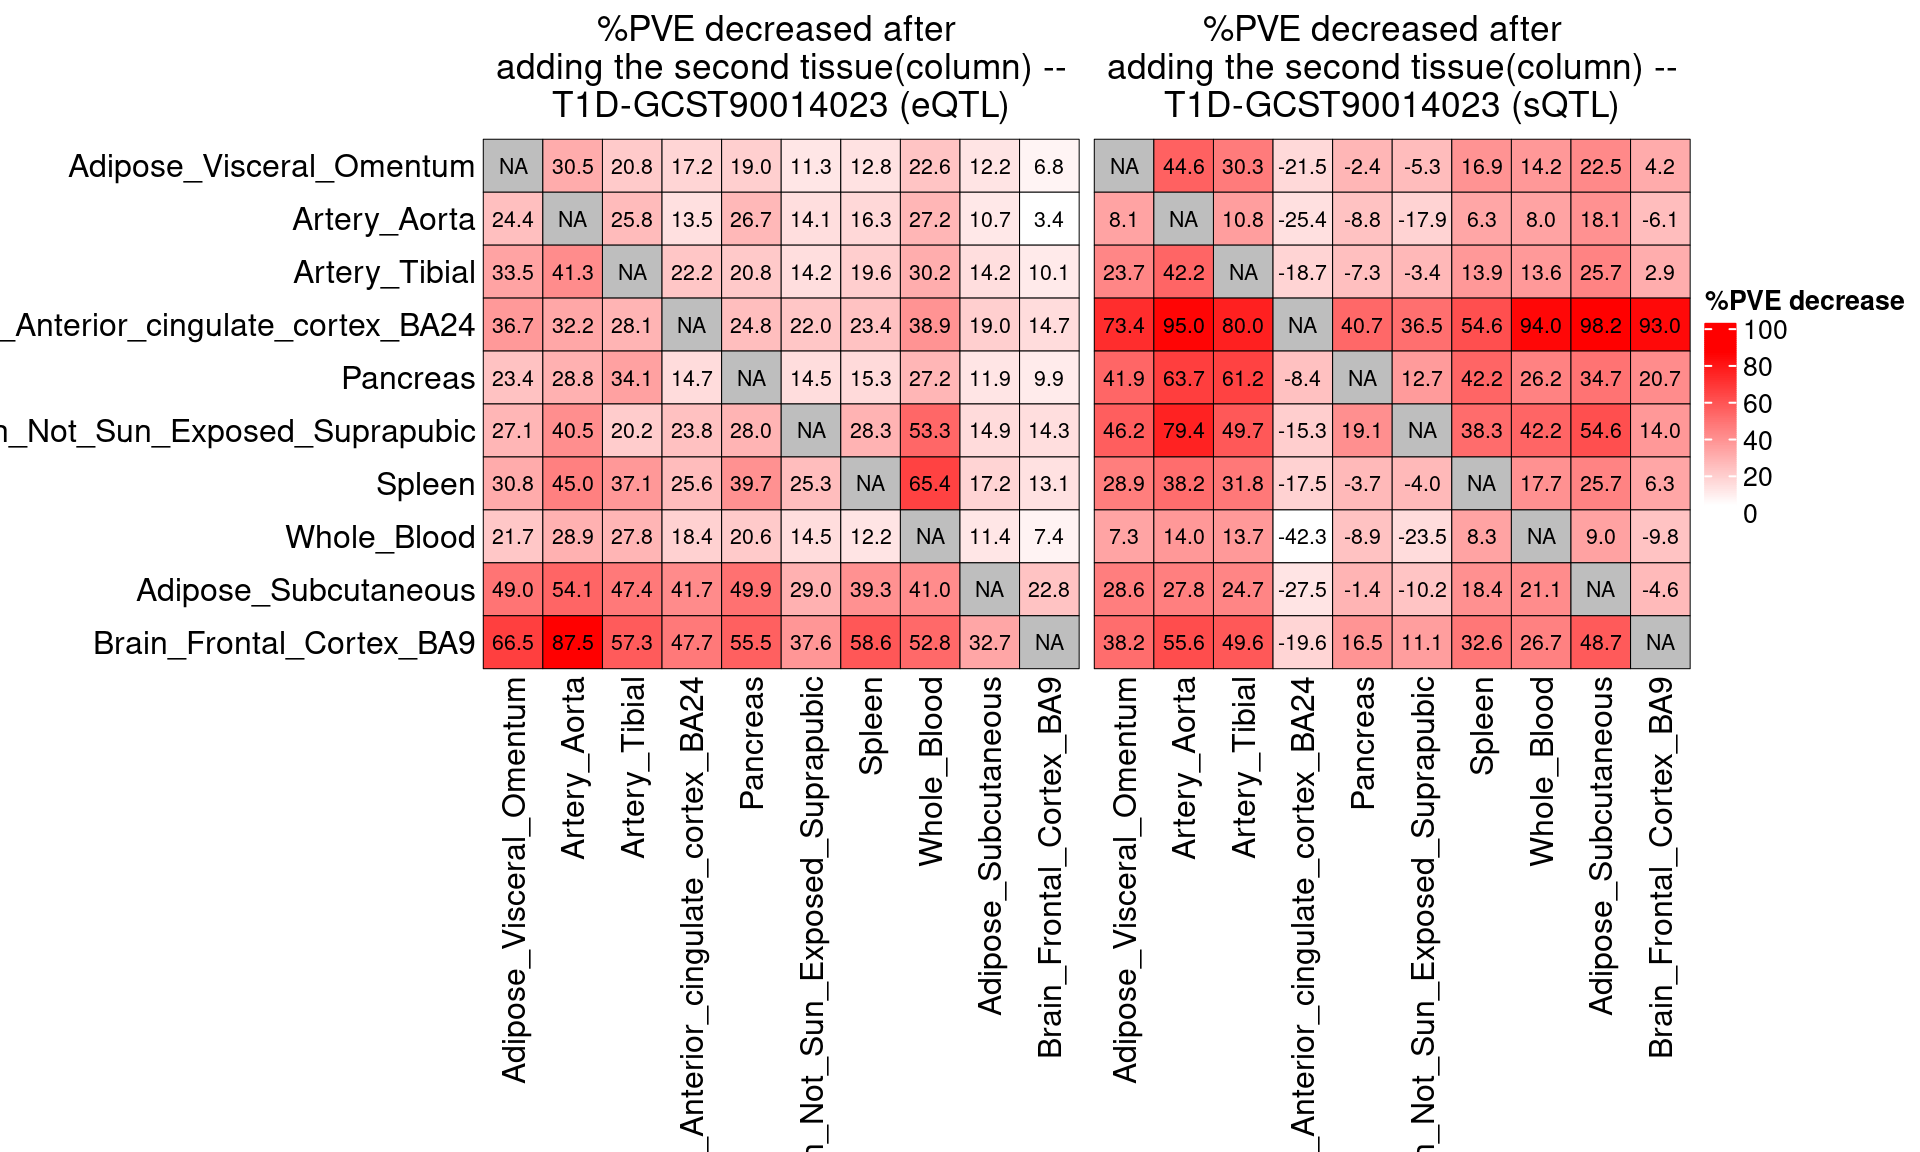 %PVE decreased after
adding the second tissue(column) --
T1D-GCST90014023 (eQTL)
%PVE decreased after
adding the second tissue(column) --
T1D-GCST90014023 (sQTL)
Adipose_Visceral_Omentum NA 30.5 20.8 17.2 19.0 11.3 12.8 22.6 12.2 6.8 NA 44.6 30.3 -21.5 -2.4 -5.3 16.9 14.2 22.5 4.2
Artery_Aorta 24.4 NA 25.8 13.5 26.7 14.1 16.3 27.2 10.7 3.4 8.1 NA 10.8 -25.4 -8.8 -17.9 6.3 8.0 18.1 -6.1
Artery_Tibial 33.5 41.3 NA 22.2 20.8 14.2 19.6 30.2 14.2 10.1 23.7 42.2 NA -18.7 -7.3 -3.4 13.9 13.6 25.7 2.9
_Anterior_cingulate_cortex_BA24 36.7 32.2 28.1 NA 24.8 22.0 23.4 38.9 19.0 14.7 73.4 95.0 80.0 NA 40.7 36.5 54.6 94.0 98.2 93.0
Pancreas 23.4 28.8 34.1 14.7 NA 14.5 15.3 27.2 11.9 9.9 41.9 63.7 61.2 -8.4 NA 12.7 42.2 26.2 34.7 20.7
n_Not_Sun_Exposed_Suprapubic 27.1 40.5 20.2 23.8 28.0 NA 28.3 53.3 14.9 14.3 46.2 79.4 49.7 -15.3 19.1 NA 38.3 42.2 54.6 14.0
Spleen 30.8 45.0 37.1 25.6 39.7 25.3 NA 65.4 17.2 13.1 28.9 38.2 31.8 -17.5 -3.7 -4.0 NA 17.7 25.7 6.3
Whole_Blood 21.7 28.9 27.8 18.4 20.6 14.5 12.2 NA 11.4 7.4 7.3 14.0 13.7 -42.3 -8.9 -23.5 8.3 NA 9.0 -9.8
Adipose_Subcutaneous 49.0 54.1 47.4 41.7 49.9 29.0 39.3 41.0 NA 22.8 28.6 27.8 24.7 -27.5 -1.4 -10.2 18.4 21.1 NA -4.6
Brain_Frontal_Cortex_BA9 66.5 87.5 57.3 47.7 55.5 37.6 58.6 52.8 32.7 NA 38.2 55.6 49.6 -19.6 16.5 11.1 32.6 26.7 48.7 NA
Adipose_Visceral_Omentum
Artery_Aorta
Artery_Tibial
_Anterior_cingulate_cortex_BA24
Pancreas
n_Not_Sun_Exposed_Suprapubic
Spleen
Whole_Blood
Adipose_Subcutaneous
Brain_Frontal_Cortex_BA9
Adipose_Visceral_Omentum
Artery_Aorta
Artery_Tibial
_Anterior_cingulate_cortex_BA24
Pancreas
n_Not_Sun_Exposed_Suprapubic
Spleen
Whole_Blood
Adipose_Subcutaneous
Brain_Frontal_Cortex_BA9
%PVE decrease
100
80
60
40
20
0